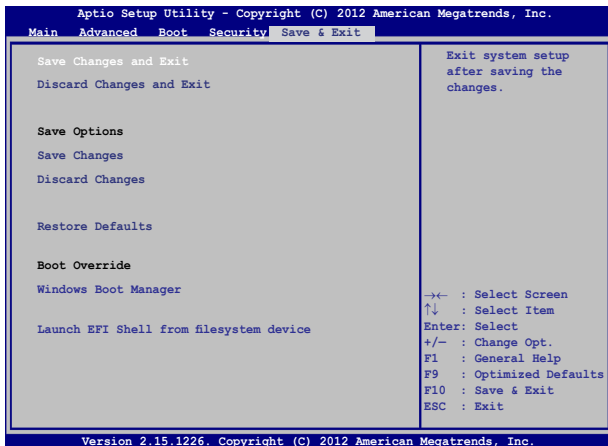 Aptio Setup Utility - Copyright (C) 2012 American Megatrends, Inc.
Main Advanced Boot Security Save & Exit
Save Changes and Exit
Discard Changes and Exit
Save Options
Save Changes
Discard Changes
Restore Defaults
Boot Override
Windows Boot Manager
Launch EFI Shell from filesystem device
Exit system setup
after saving the
changes.
→← : Select Screen
↑↓ : Select Item
Enter: Select
+/— : Change Opt.
F1 : General Help
F9 : Optimized Defaults
F10 : Save & Exit
ESC : Exit
Version 2.15.1226. Copyright (C) 2012 American Megatrends, Inc.